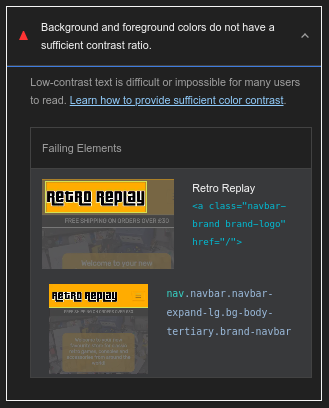 Background and foreground colors do not have a
sufficient contrast ratio.
Low-contrast text is difficult or impossible for many users
to read. Learn how to provide sufficient color contrast.
Failing Elements
RETRO REPLAY
FREE SHIPPING ON ORDERS OVER €30
Welcome to your next
Retro Replay
<a class="navbar-
brand brand-logo"
href="/">
RETRO REPLAY
nav.navbar.navbar-
expand-lg.bg-body-
tertiary.brand-navbar